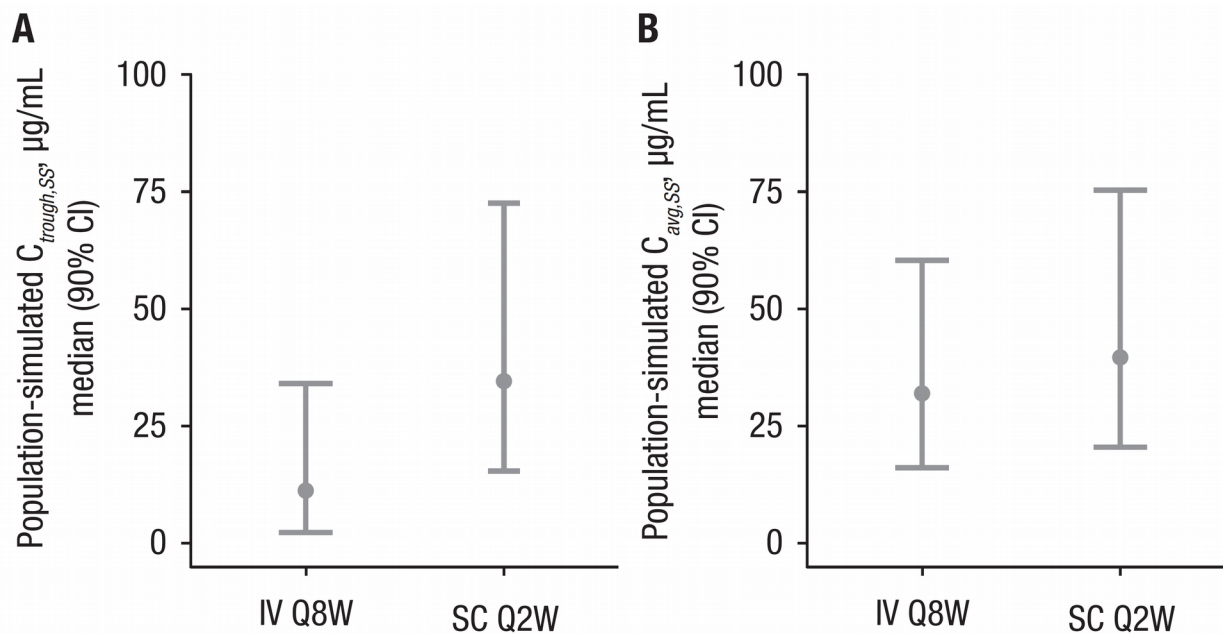 A
Population-simulated Ctrough,SS, µg/mL
median (90% CI)
100
75
50
25
0
IV Q8W
SC Q2W
B
Population-simulated Cavg,SS, µg/mL
median (90% CI)
100
75
50
25
0
IV Q8W
SC Q2W